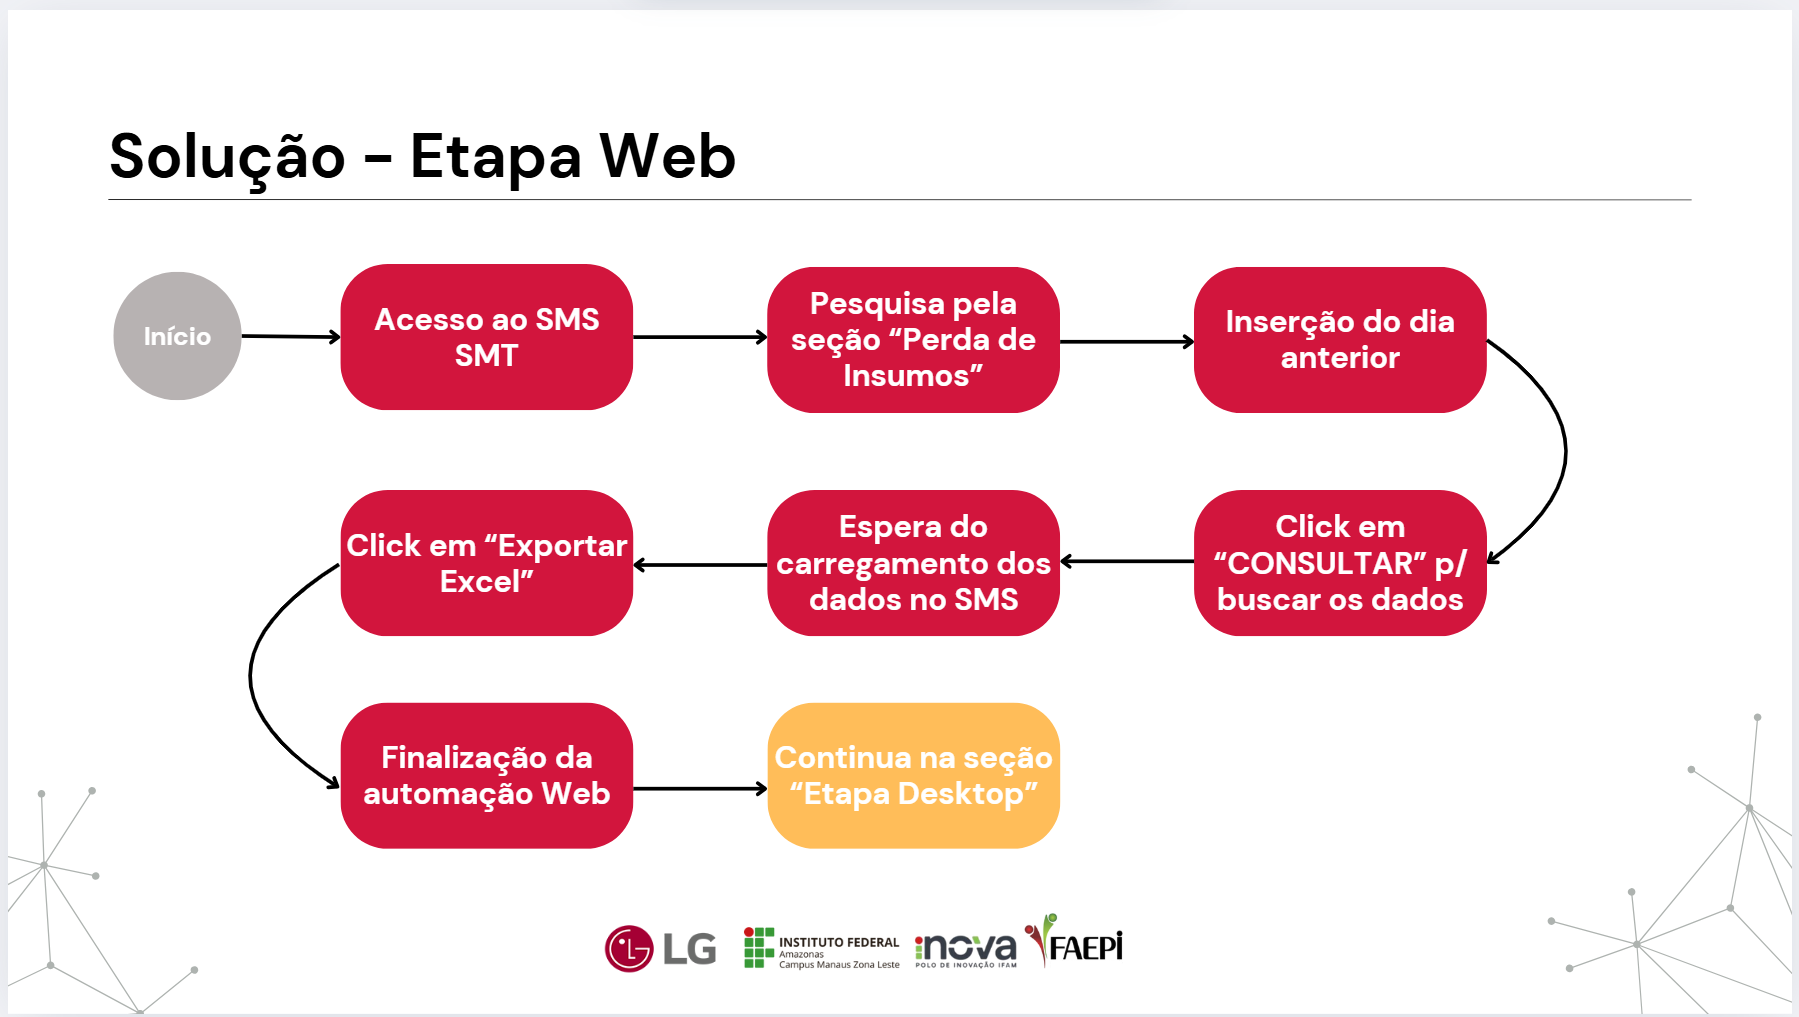 Solução - Etapa Web
Início
Acesso ao SMS
SMT
Pesquisa pela
seção “Perda de
Insumos”
Inserção do dia
anterior
Click em “Exportar
Excel”
Espera do
carregamento dos
dados no SMS
Click em
“CONSULTAR” p/
buscar os dados
Finalização da
automação Web
Continua na seção
“Etapa Desktop”
LG
INSTITUTO FEDERAL
Amazonas
Campus Manaus Zona Leste
inova
POLO DE INOVAÇÃO IFAM
FAEPI